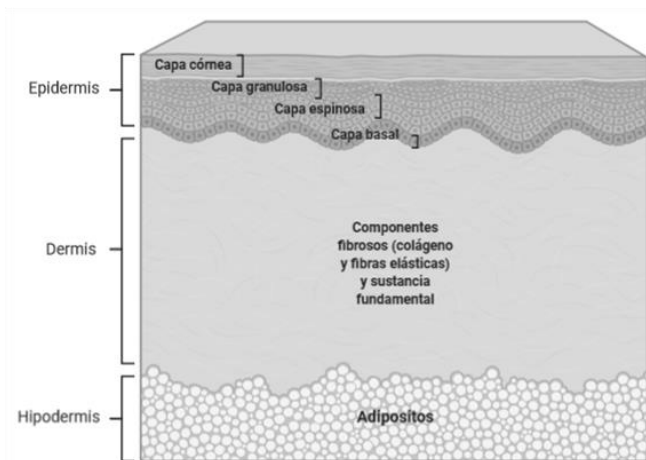 Epidermis
Capa córnea
Capa granulosa
Capa espinosa
Capa basal
Dermis
Componentes
fibrosos (colágeno
y fibras elásticas)
y sustancia
fundamental
Hipodermis
Adipositos